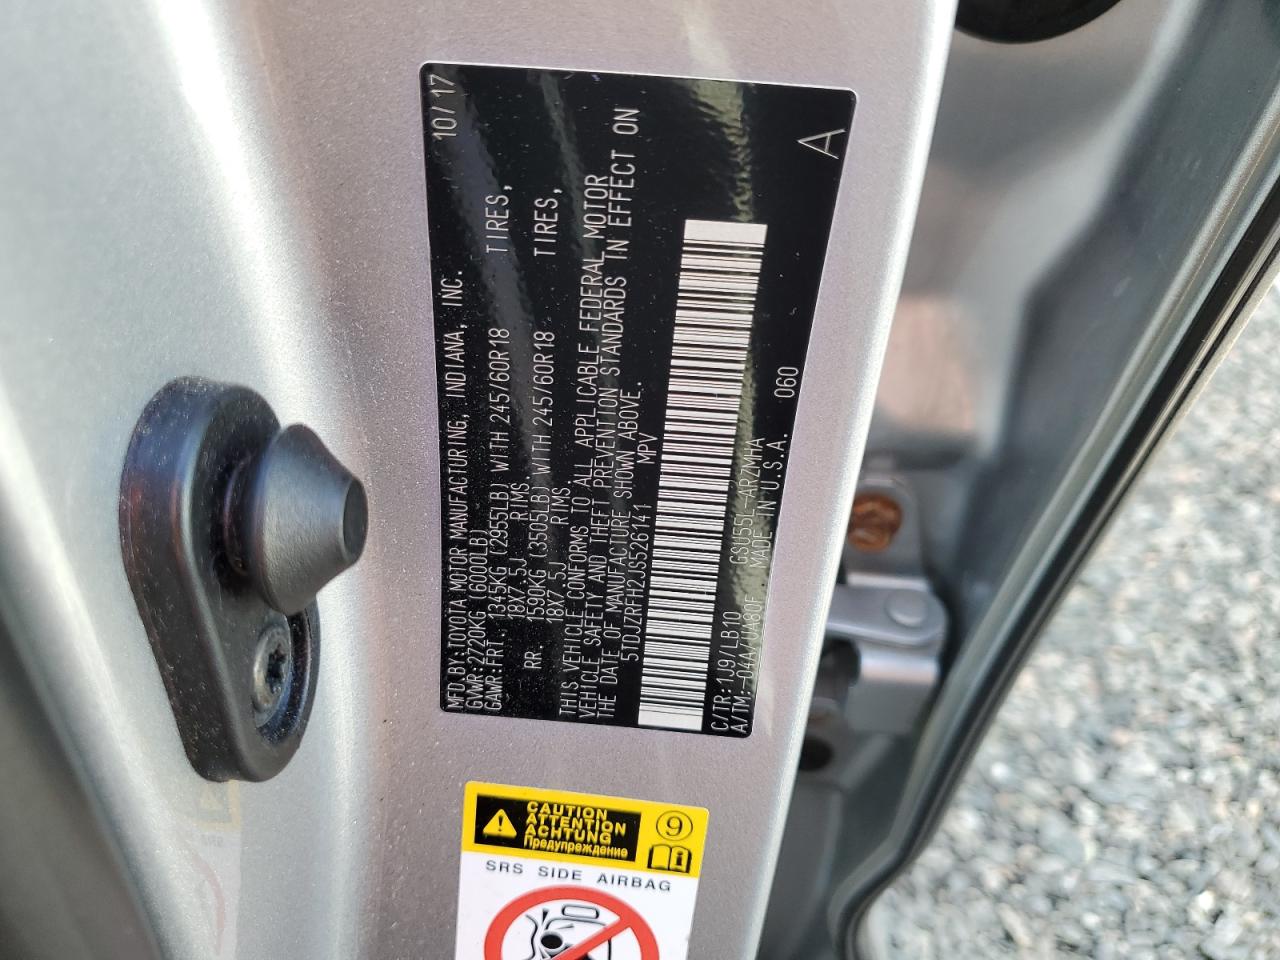 10/17
MFD.BY:TOYOTA MOTOR MANUFACTURING, INDIANA, INC.
GVWR:2720KG (6000LB)
GAWR:FRT. 1345KG (2955LB) WITH 245/60R18 TIRES,
18X7.5J RIMS,
RR. 1590KG (3505LB) WITH 245/60R18 TIRES,
18X7.5J RIMS
THIS VEHICLE CONFORMS TO ALL APPLICABLE FEDERAL MOTOR
VEHICLE SAFETY AND THEFT PREVENTION STANDARDS IN EFFECT ON
THE DATE OF MANUFACTURE SHOWN ABOVE.
5TDJZRFH2JS526141 MPV
C/TR:1J9/LB10 GSU55L-ARZMHA 060
A/TM:-04A/UA80F MADE IN U.S.A.
A
CAUTION
ATTENTION
ACHTUNG
Предупреждение
9
SRS SIDE AIRBAG